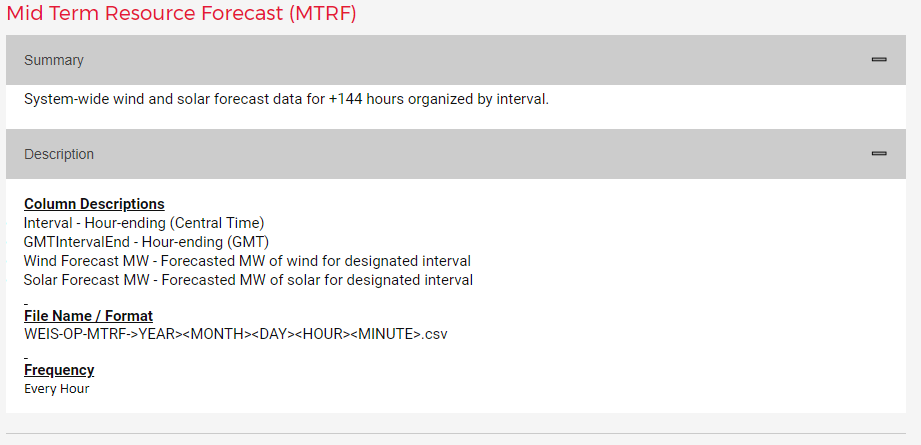 Mid Term Resource Forecast (MTRF)
Summary
System-wide wind and solar forecast data for +144 hours organized by interval.
Description
Column Descriptions
Interval - Hour-ending (Central Time)
GMTIntervalEnd - Hour-ending (GMT)
Wind Forecast MW - Forecasted MW of wind for designated interval
Solar Forecast MW - Forecasted MW of solar for designated interval
File Name / Format
WEIS-OP-MTRF->YEAR><MONTH><DAY><HOUR><MINUTE>.csv
Frequency
Every Hour